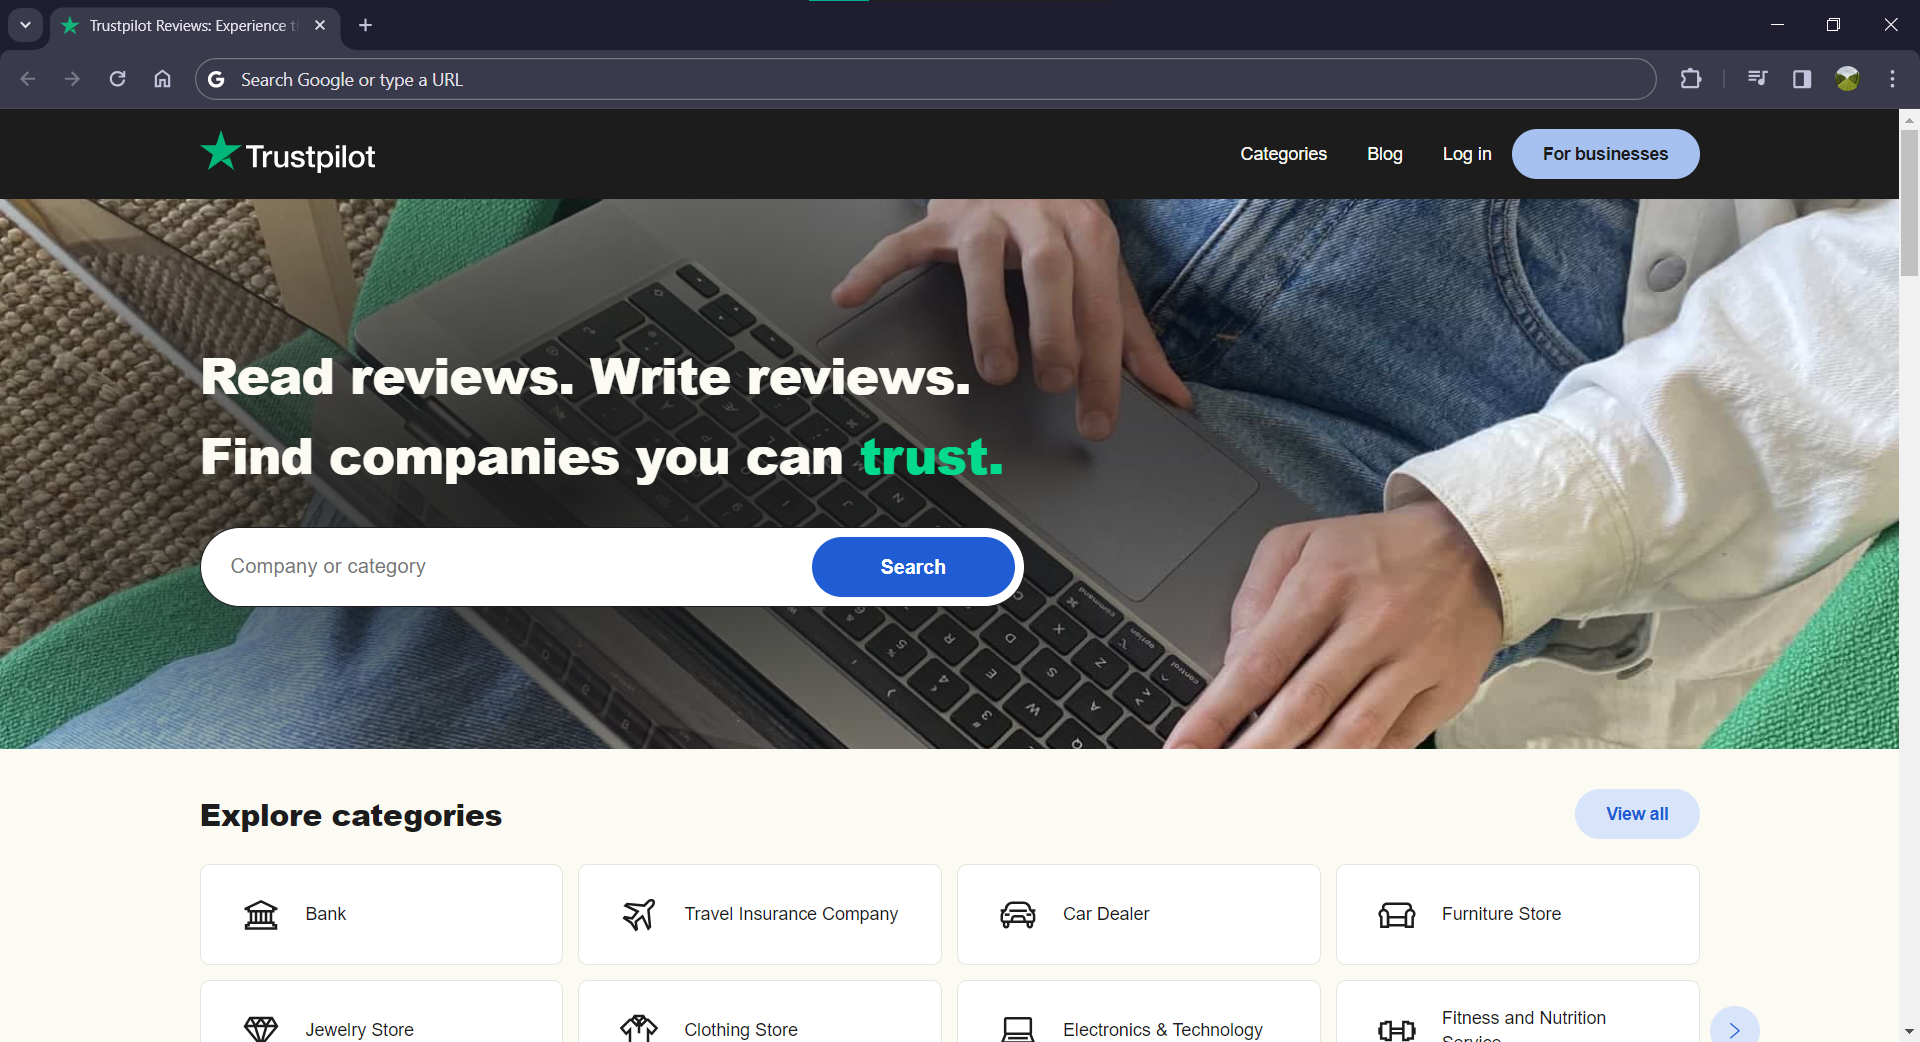 Trustpilot Reviews: Experience t
Search Google or type a URL
Trustpilot
Categories
Blog
Log in
For businesses
Read reviews. Write reviews.
Find companies you can trust.
Company or category
Search
Explore categories
View all
Bank
Travel Insurance Company
Car Dealer
Furniture Store
Jewelry Store
Clothing Store
Electronics & Technology
Fitness and Nutrition
Service